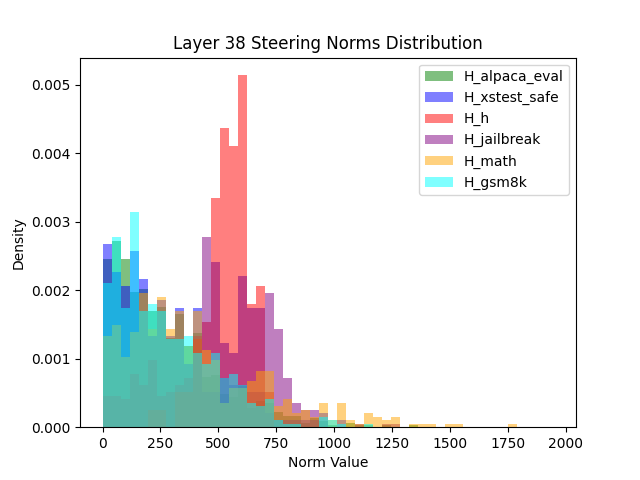 Layer 38 Steering Norms Distribution
H_alpaca_eval
H_xstest_safe
H_h
H_jailbreak
H_math
H_gsm8k
0.005
0.004
0.003
0.002
0.001
0.000
Density
0 250 500 750 1000 1250 1500 1750 2000
Norm Value